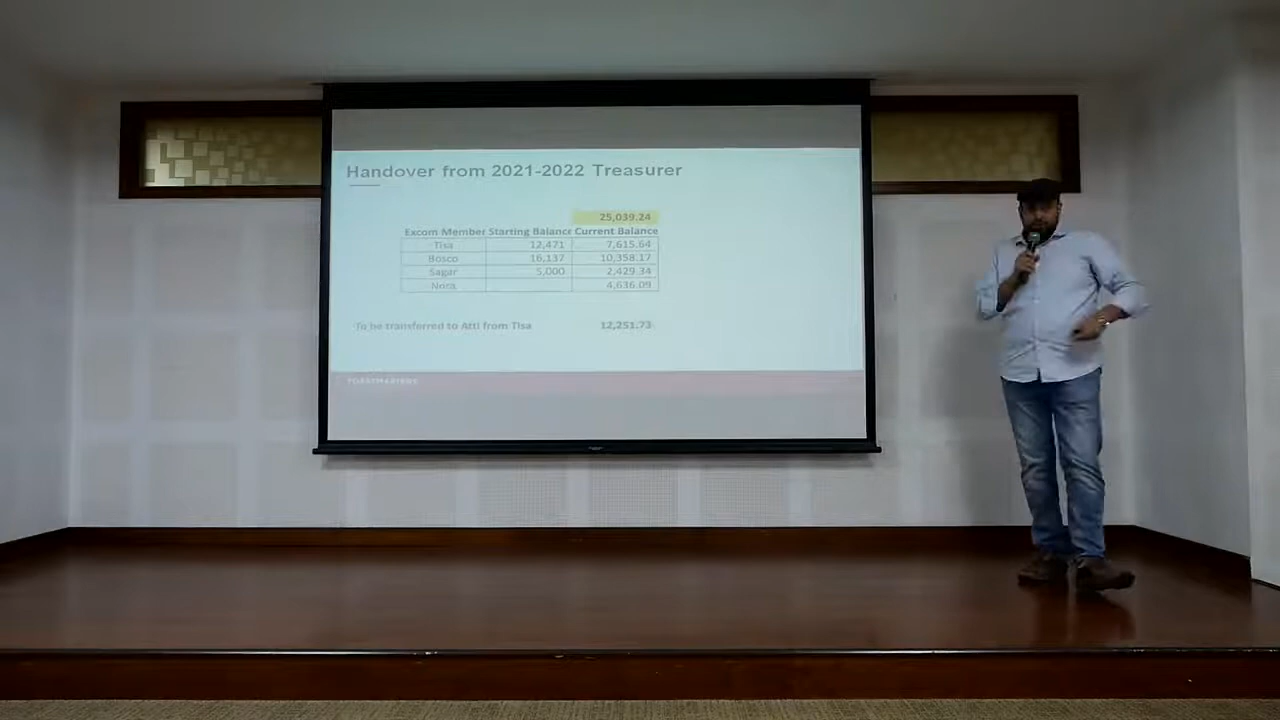 Handover from 2021-2022 Treasurer
25,039.24
Excom Member Starting Balance Current Balance
Tisa 12,471 7,615.64
Bosco 16,137 10,358.17
Sagar 5,000 2,429.34
Nora 4,636.09
To be transferred to Atti from Tisa 12,251.73
TOASTMASTERS